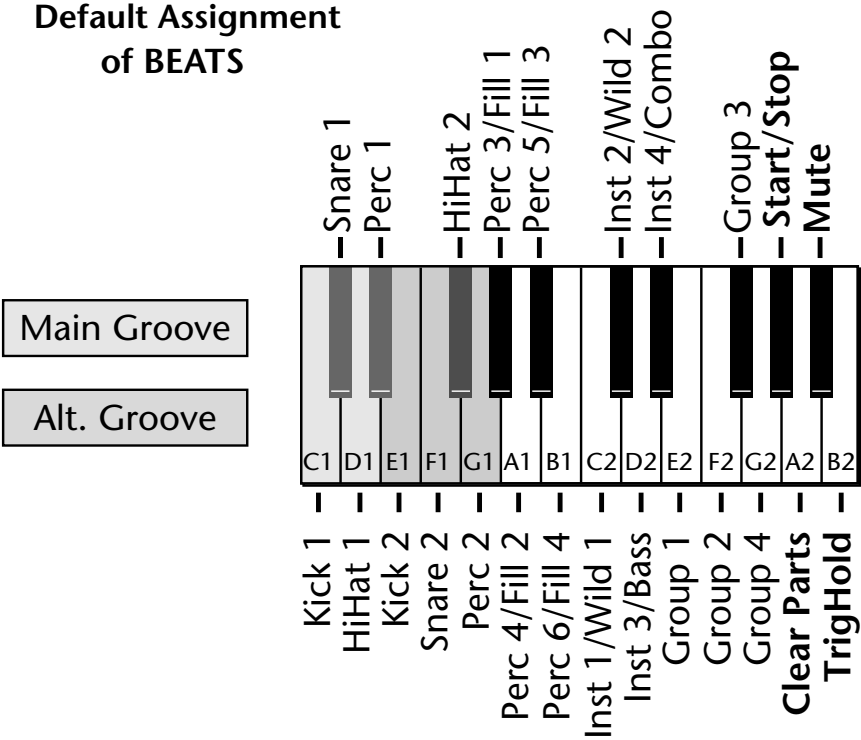 Default Assignment
of BEATS
Snare 1
Perc 1
HiHat 2
Perc 3/Fill 1
Perc 5/Fill 3
Inst 2/Wild 2
Inst 4/Combo
Group 3
Start/Stop
Mute
Main Groove
Alt. Groove
C1 D1 E1 F1 G1 A1 B1 C2 D2 E2 F2 G2 A2 B2
Kick 1
HiHat 1
Kick 2
Snare 2
Perc 2
Perc 4/Fill 2
Perc 6/Fill 4
Inst 1/Wild 1
Inst 3/Bass
Group 1
Group 2
Group 4
Clear Parts
TrigHold